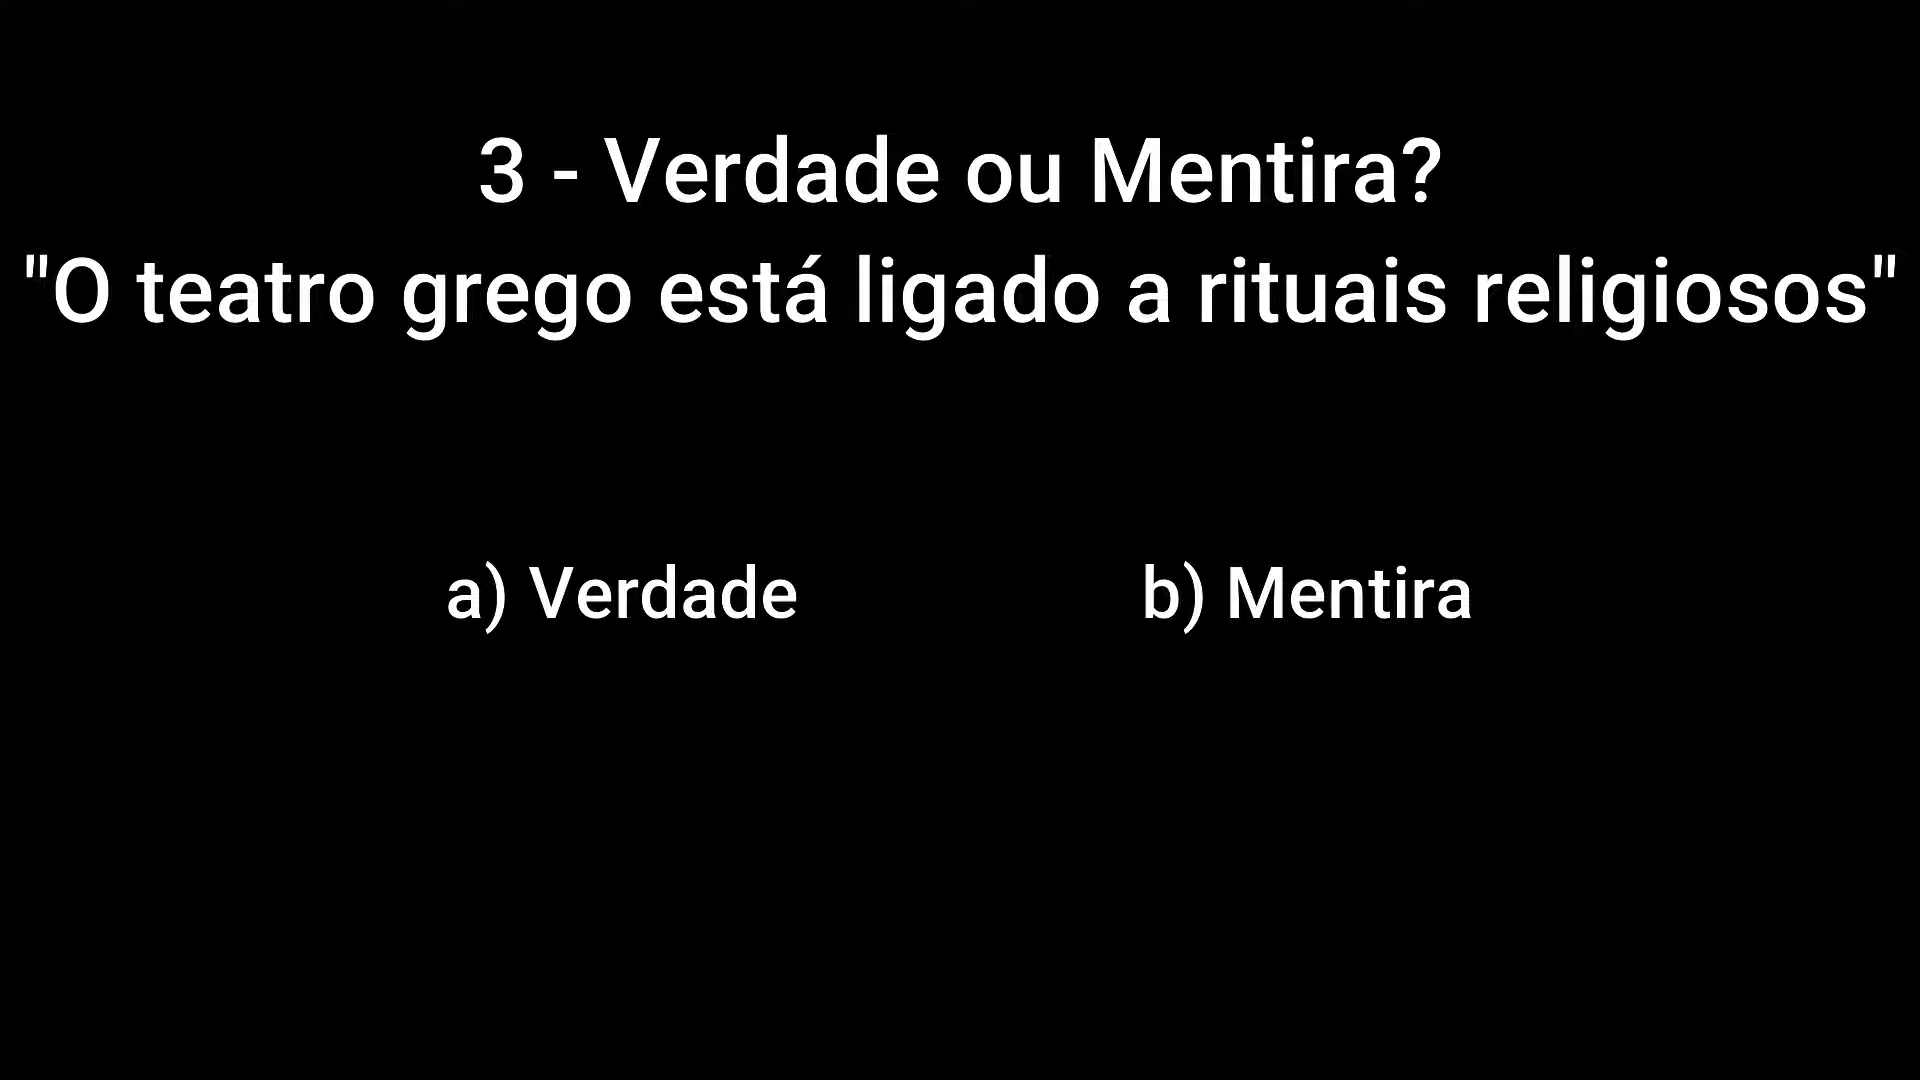 3 - Verdade ou Mentira?
"O teatro grego está ligado a rituais religiosos"
a) Verdade b) Mentira